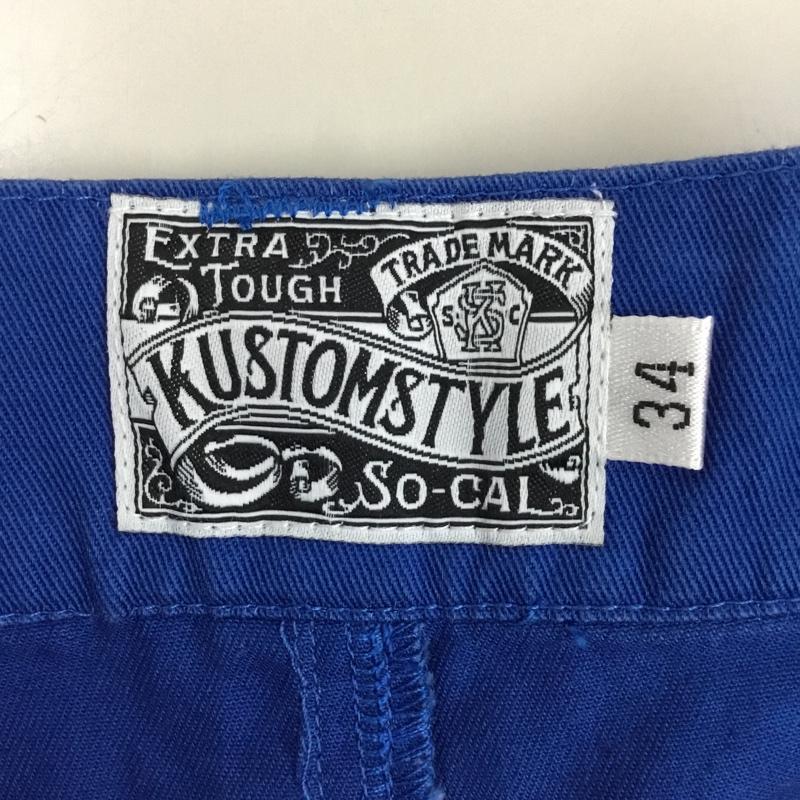 EXTRA
TOUGH
TRADE MARK
S C
KUSTOMSTYLE
SO-CAL
34